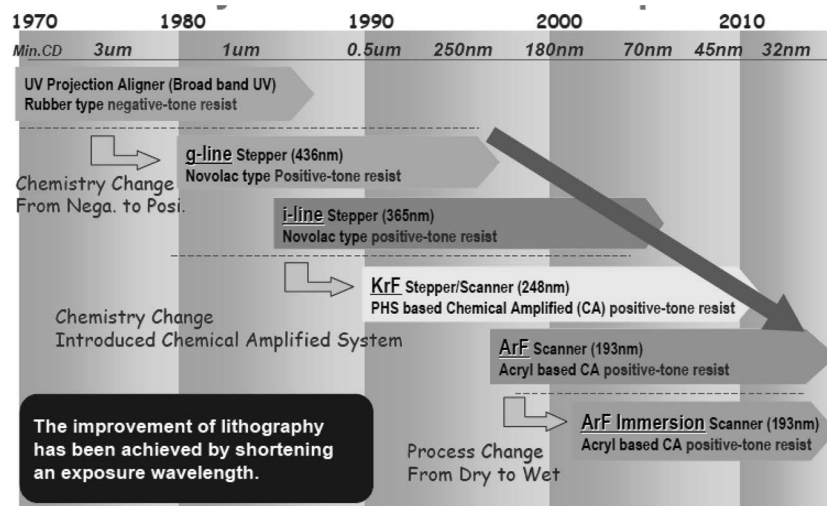 1970 1980 1990 2000 2010
Min.CD 3um 1um 0.5um 250nm 180nm 70nm 45nm 32nm
UV Projection Aligner (Broad band UV)
Rubber type negative-tone resist
g-line Stepper (436nm)
Novolac type Positive-tone resist
Chemistry Change
From Nega. to Posi.
i-line Stepper (365nm)
Novolac type positive-tone resist
KrF Stepper/Scanner (248nm)
PHS based Chemical Amplified (CA) positive-tone resist
Chemistry Change
Introduced Chemical Amplified System
ArF Scanner (193nm)
Acryl based CA positive-tone resist
ArF Immersion Scanner (193nm)
Acryl based CA positive-tone resist
Process Change
From Dry to Wet
The improvement of lithography
has been achieved by shortening
an exposure wavelength.